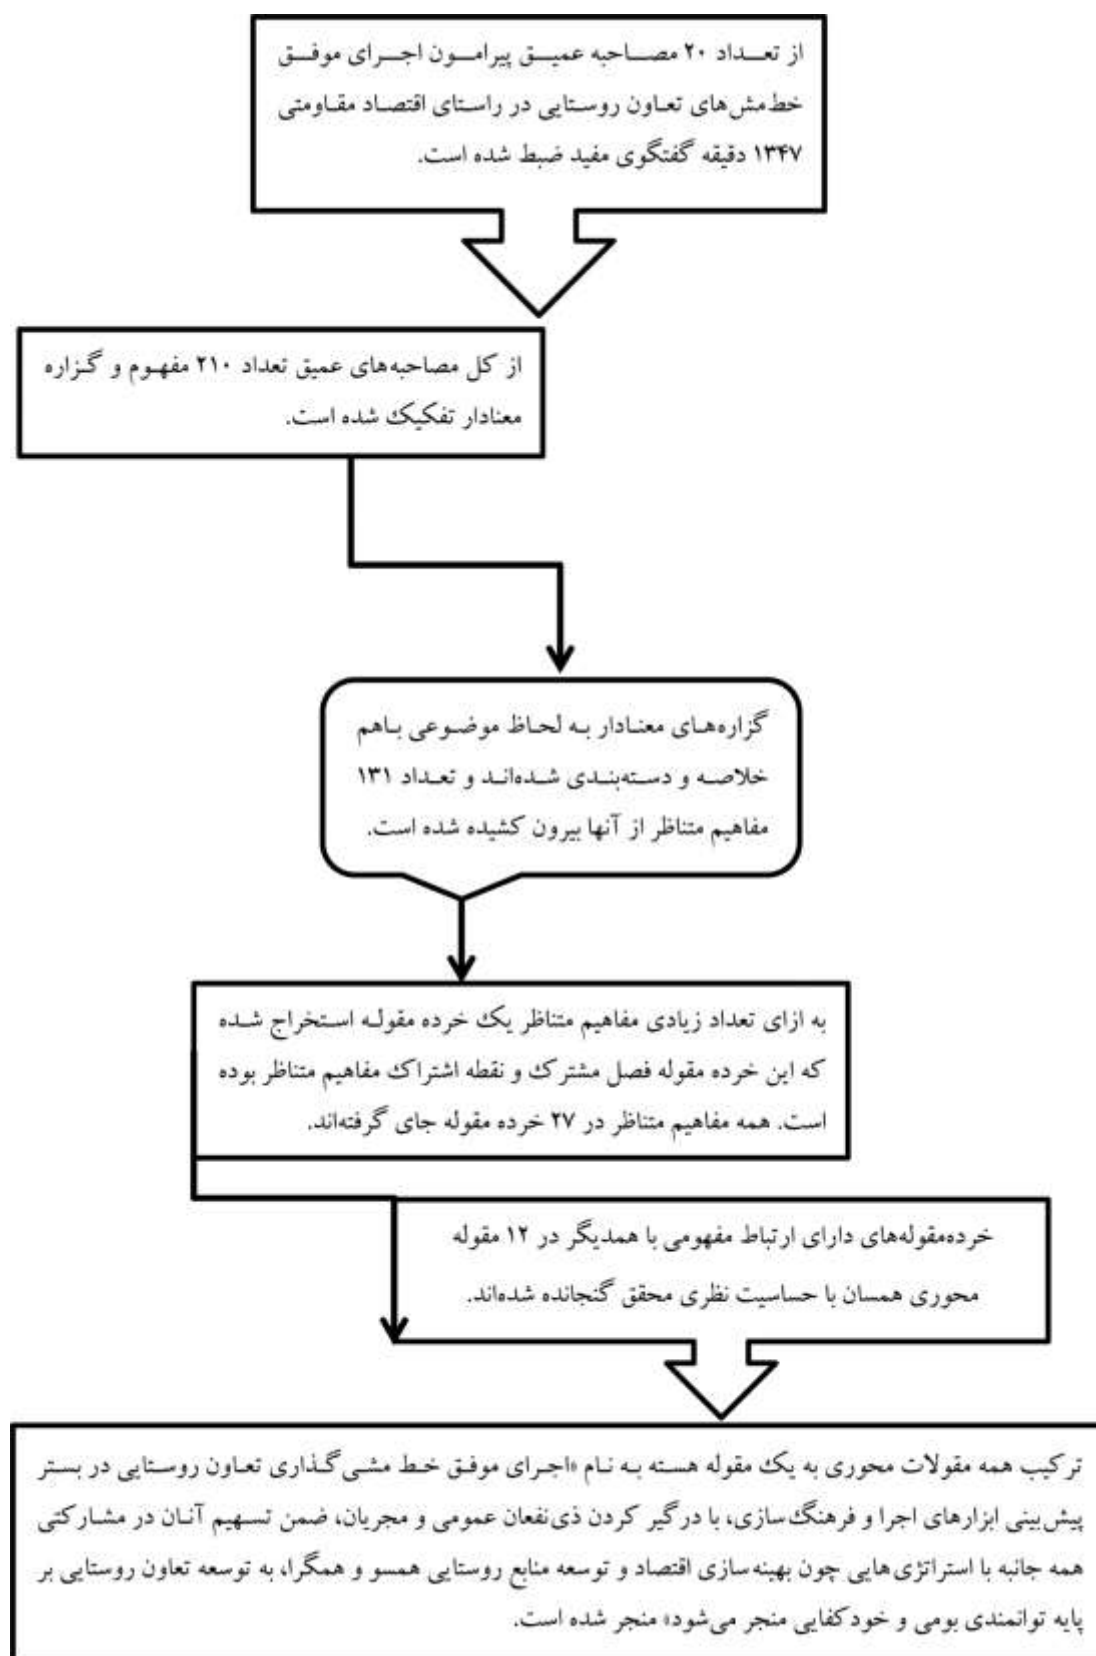 از تعداد ۲۰ مصاحبه عمیق پیرامون اجرای موفق
خط‌مش‌های تعاون روستایی در راستای اقتصاد مقاومتی
۱۳۴۷ دقیقه گفتگوی مفید ضبط شده است.
از کل مصاحبه‌های عمیق تعداد ۲۱۰ مفهوم و گزاره
معنادار تفکیک شده است.
گزاره‌های معنادار به لحاظ موضوعی باهم
خلاصه و دسته‌بندی شده‌اند و تعداد ۱۳۱
مفاهیم متناظر از آنها بیرون کشیده شده است.
به ازای تعداد زیادی مفاهیم متناظر یک خرده مقوله استخراج شده
که این خرده مقوله فصل مشترک و نقطه اشتراک مفاهیم متناظر بوده
است. همه مفاهیم متناظر در ۲۷ خرده مقوله جای گرفته‌اند.
خرده‌مقوله‌های دارای ارتباط مفهومی با همدیگر در ۱۲ مقوله
محوری همسان با حساسیت نظری محقق گنجانده شده‌اند.
ترکیب همه مقولات محوری به یک مقوله هسته به نام «اجرای موفق خط مشی‌گذاری تعاون روستایی در بستر
پیش‌بینی ابزارهای اجرا و فرهنگ‌سازی، با درگیر کردن ذی‌نفعان عمومی و مجریان، ضمن تسهیم آنان در مشارکتی
همه جانبه با استراتژی‌هایی چون بهینه‌سازی اقتصاد و توسعه منابع روستایی همسو و همگرا، به توسعه تعاون روستایی بر
پایه توانمندی بومی و خودکفایی منجر می‌شود» منجر شده است.